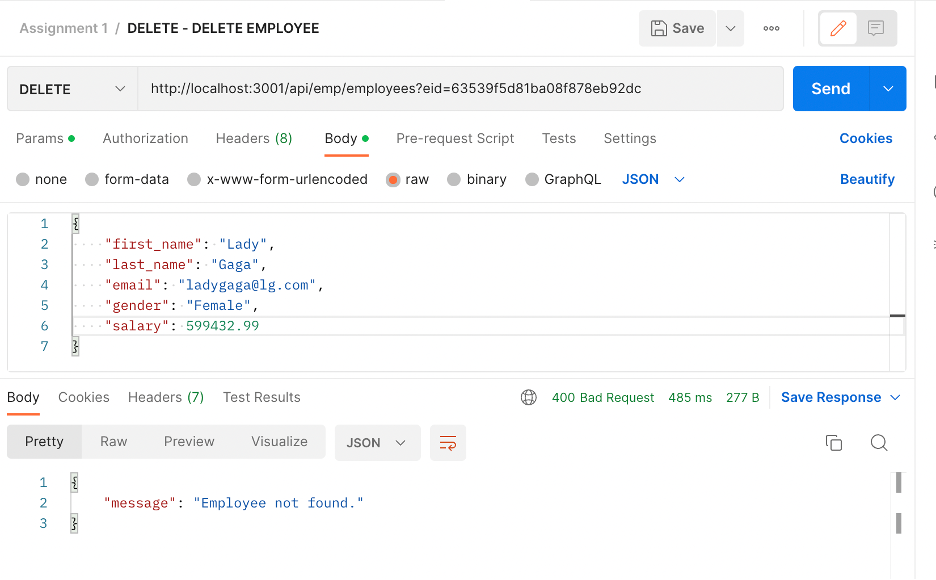 Assignment 1 / DELETE - DELETE EMPLOYEE Save
DELETE http://localhost:3001/api/emp/employees?eid=63539f5d81ba08f878eb92dc Send
Params Authorization Headers (8) Body Pre-request Script Tests Settings Cookies
none form-data x-www-form-urlencoded raw binary GraphQL JSON Beautify
1 {
2 "first_name": "Lady",
3 "last_name": "Gaga",
4 "email": "ladygaga@lg.com",
5 "gender": "Female",
6 "salary": 599432.99
7 }
Body Cookies Headers (7) Test Results 400 Bad Request 485 ms 277 B Save Response
Pretty Raw Preview Visualize JSON
1 {
2 "message": "Employee not found."
3 }